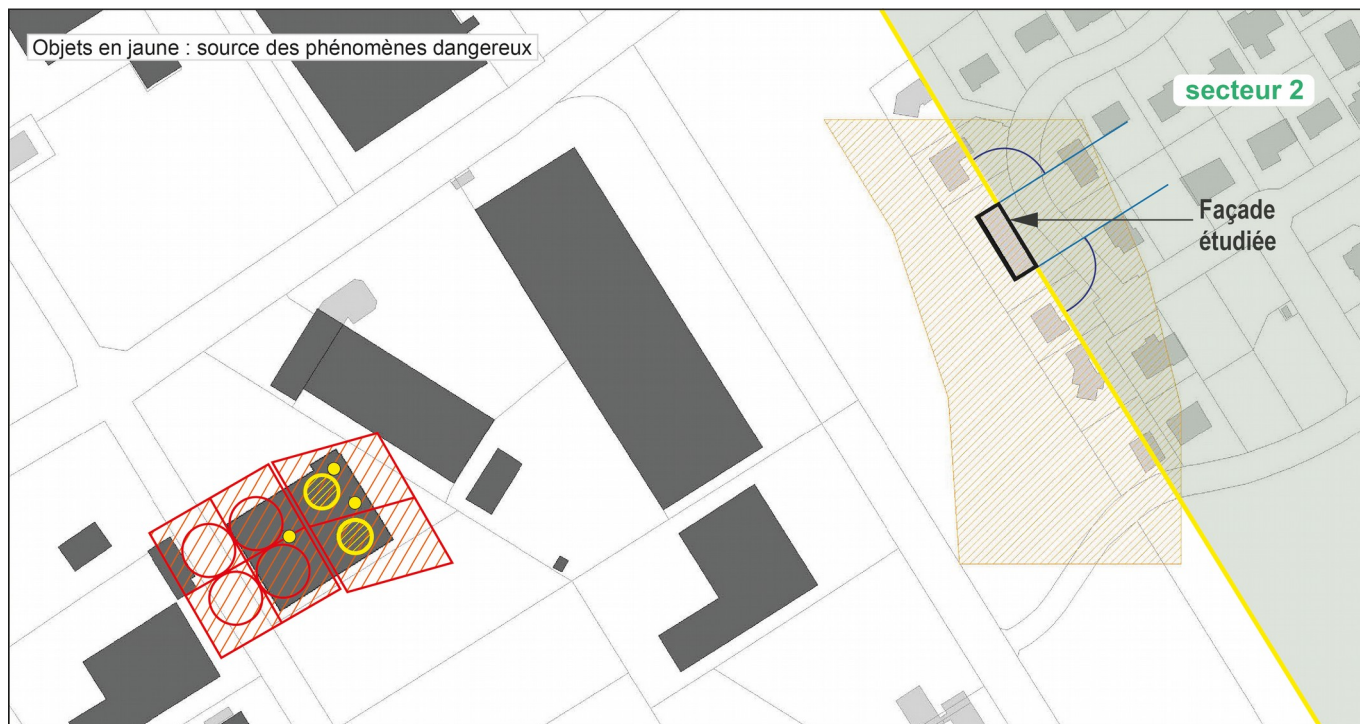 Objets en jaune : source des phénomènes dangereux
secteur 2
Façade
étudiée